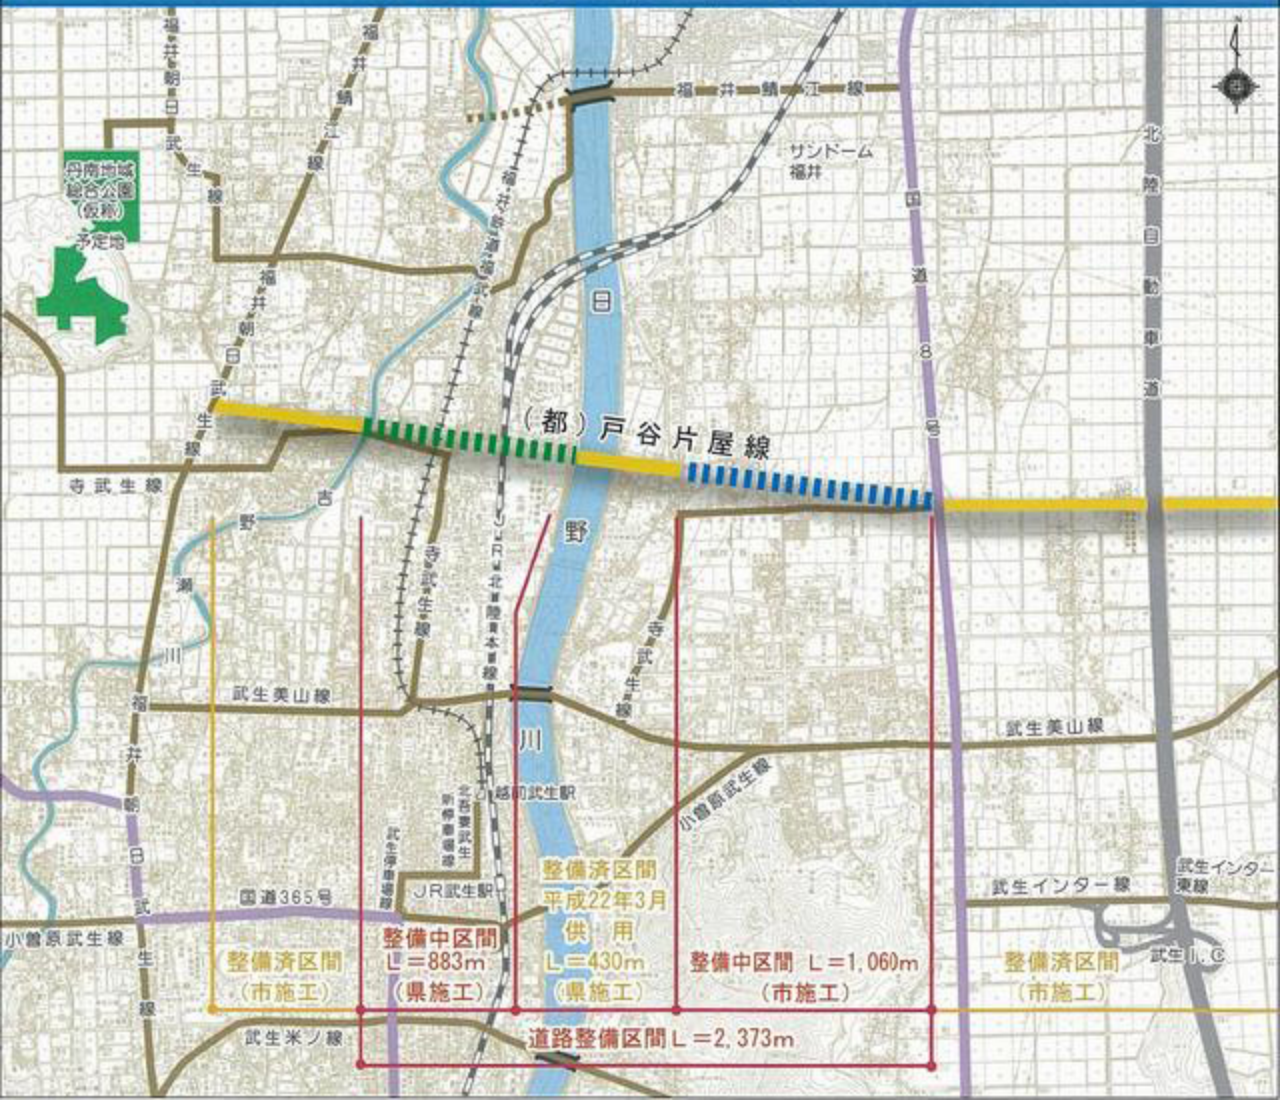 福井朝日武生線
福井鯖江線
福井鯖江線
サンドーム
福井
丹南地域
総合公園
(仮称)
予定地
国道8号
北陸自動車道
福井鉄道福武線
福井朝日武生線
日野川
(都)戸谷片屋線
寺武生線
吉野瀬川
寺武生線
JR北陸本線
寺武生線
武生美山線
武生美山線
福井朝日武生線
越前武生駅
北吾妻武生
新停車場線
武生停車場線
JR武生駅
小曽原武生線
国道365号
小曽原武生線
武生インター線
武生インター
東線
武生I.C
整備済区間
(市施工)
整備中区間
L=883m
(県施工)
整備済区間
平成22年3月
供用
L=430m
(県施工)
整備中区間 L=1,060m
(市施工)
整備済区間
(市施工)
道路整備区間L=2,373m
武生米ノ線